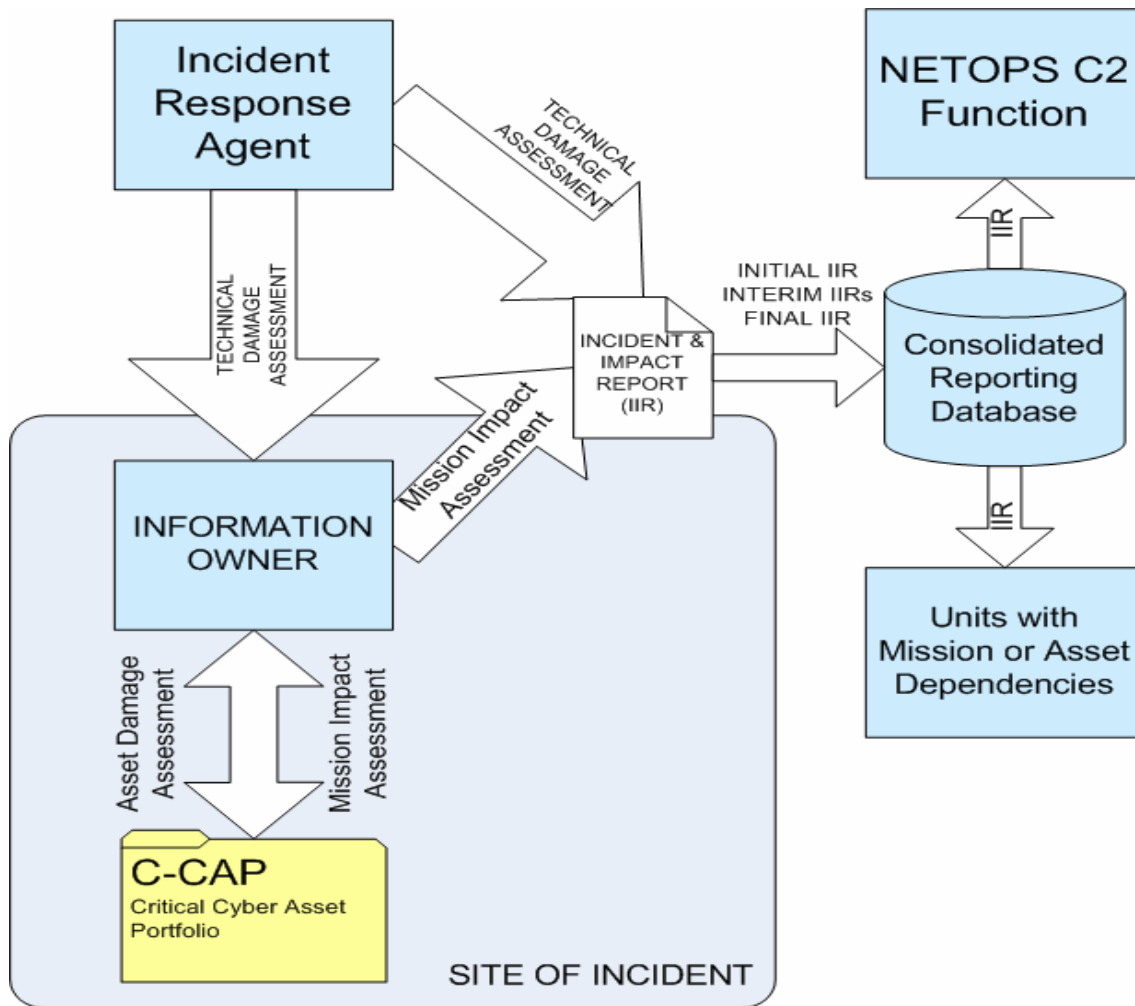 Incident
Response
Agent
NETOPS C2
Function
TECHNICAL
DAMAGE
ASSESSMENT
TECHNICAL
DAMAGE
ASSESSMENT
IIR
INITIAL IIR
INTERIM IIRs
FINAL IIR
INCIDENT &
IMPACT
REPORT
(IIR)
Consolidated
Reporting
Database
Mission Impact
Assessment
INFORMATION
OWNER
IIR
Units with
Mission or Asset
Dependencies
Asset Damage
Assessment
Mission Impact
Assessment
C-CAP
Critical Cyber Asset
Portfolio
SITE OF INCIDENT